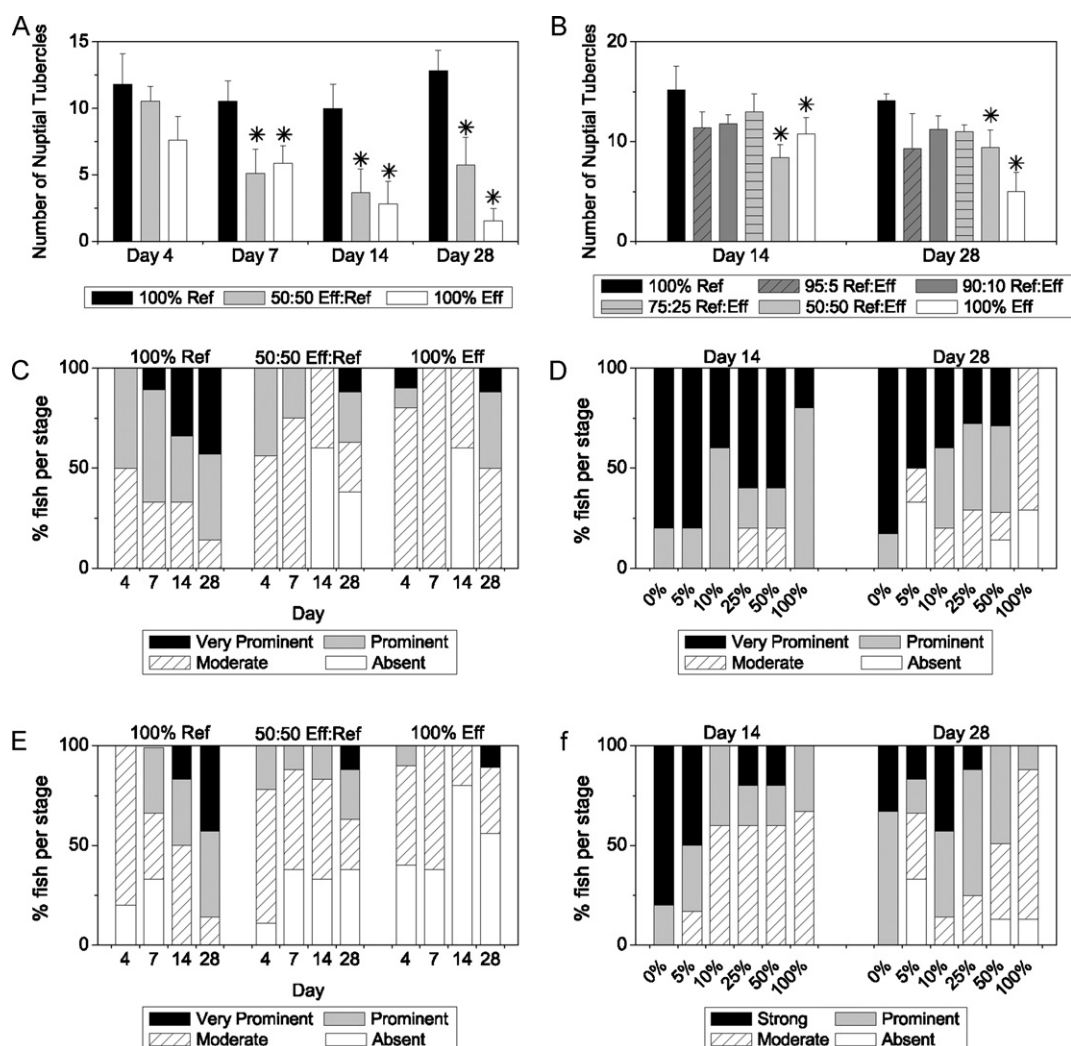 A
15
10
5
0
Number of Nuptial Tubercles
* * * * * *
Day 4 Day 7 Day 14 Day 28
100% Ref 50:50 Eff:Ref 100% Eff
B
20
10
0
Number of Nuptial Tubercles
* * * *
Day 14 Day 28
100% Ref 95:5 Ref:Eff 90:10 Ref:Eff
75:25 Ref:Eff 50:50 Ref:Eff 100% Eff
C
100% Ref 50:50 Eff:Ref 100% Eff
100
50
0
% fish per stage
4 7 14 28 4 7 14 28 4 7 14 28
Day
Very Prominent Prominent
Moderate Absent
D
Day 14 Day 28
100
50
0
% fish per stage
0% 5% 10% 25% 50% 100% 0% 5% 10% 25% 50% 100%
Very Prominent Prominent
Moderate Absent
E
100% Ref 50:50 Eff:Ref 100% Eff
100
50
0
% fish per stage
4 7 14 28 4 7 14 28 4 7 14 28
Day
Very Prominent Prominent
Moderate Absent
f
Day 14 Day 28
100
50
0
% fish per stage
0% 5% 10% 25% 50% 100% 0% 5% 10% 25% 50% 100%
Strong Prominent
Moderate Absent